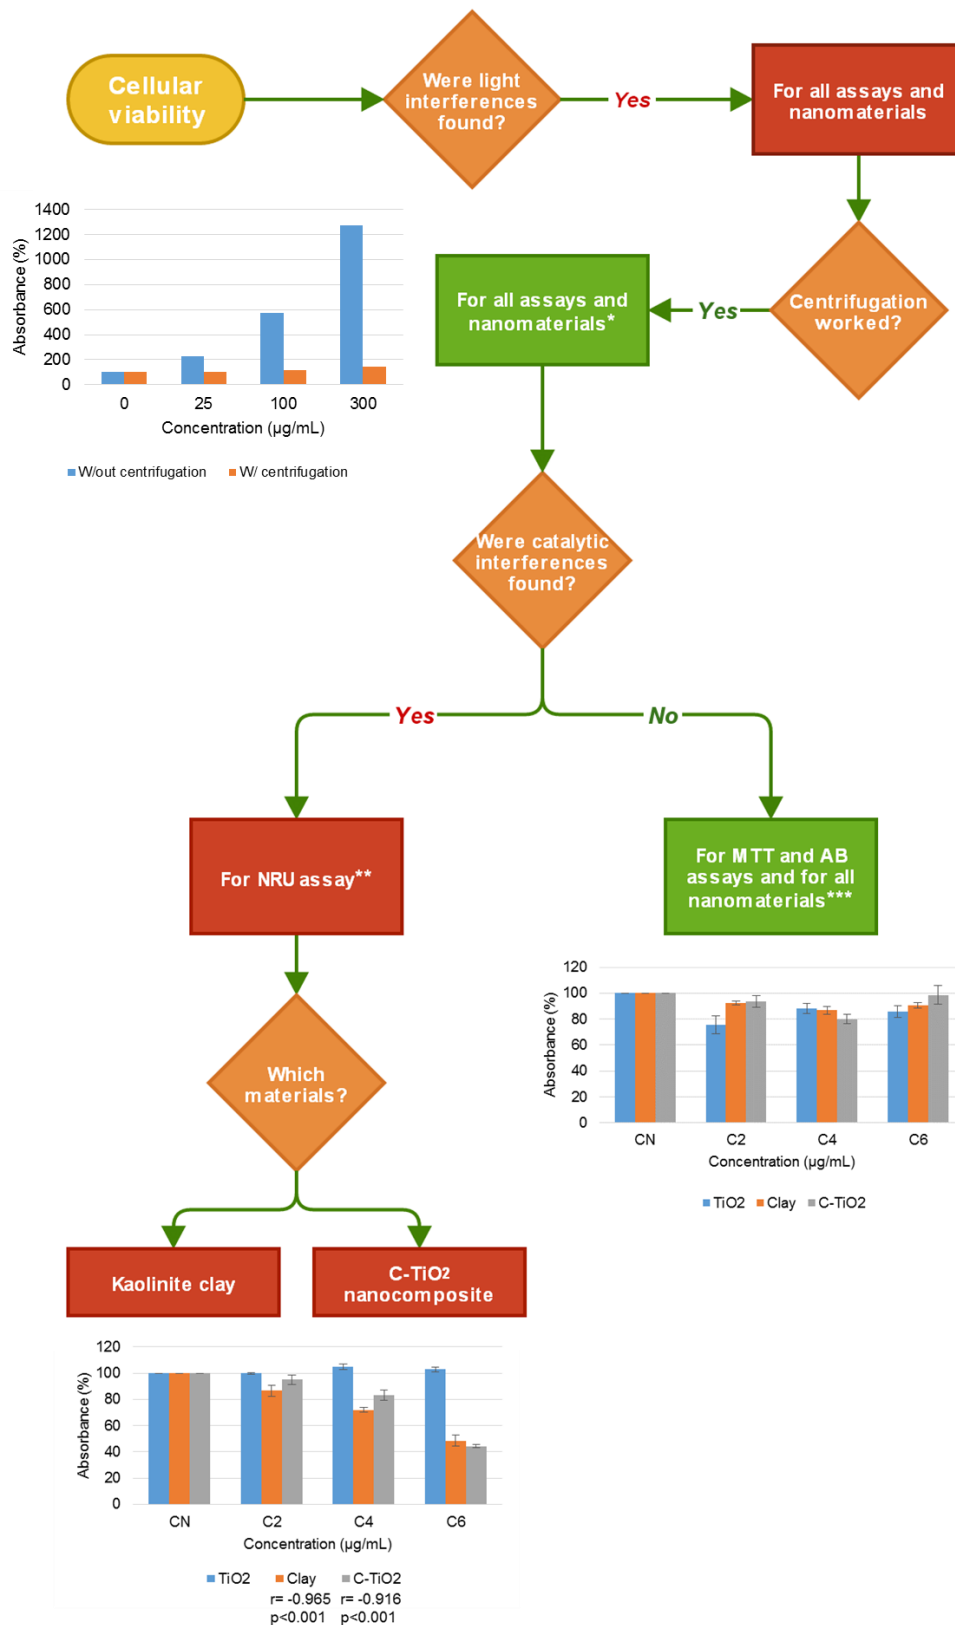 Cellular
viability
Were light
interferences
found?
Yes
For all assays and
nanomaterials
Centrifugation
worked?
Yes
For all assays and
nanomaterials*
1400
1200
1000
800
600
400
200
0
Absorbance (%)
0 25 100 300
Concentration (µg/mL)
W/out centrifugation W/ centrifugation
Were catalytic
interferences
found?
Yes
No
For NRU assay**
For MTT and AB
assays and for all
nanomaterials***
120
100
80
60
40
20
0
Absorbance (%)
CN C2 C4 C6
Concentration (µg/mL)
TiO2 Clay C-TiO2
Which
materials?
Kaolinite clay
C-TiO2
nanocomposite
120
100
80
60
40
20
0
Absorbance (%)
CN C2 C4 C6
Concentration (µg/mL)
TiO2 Clay C-TiO2
r= -0.965 r= -0.916
p<0.001 p<0.001